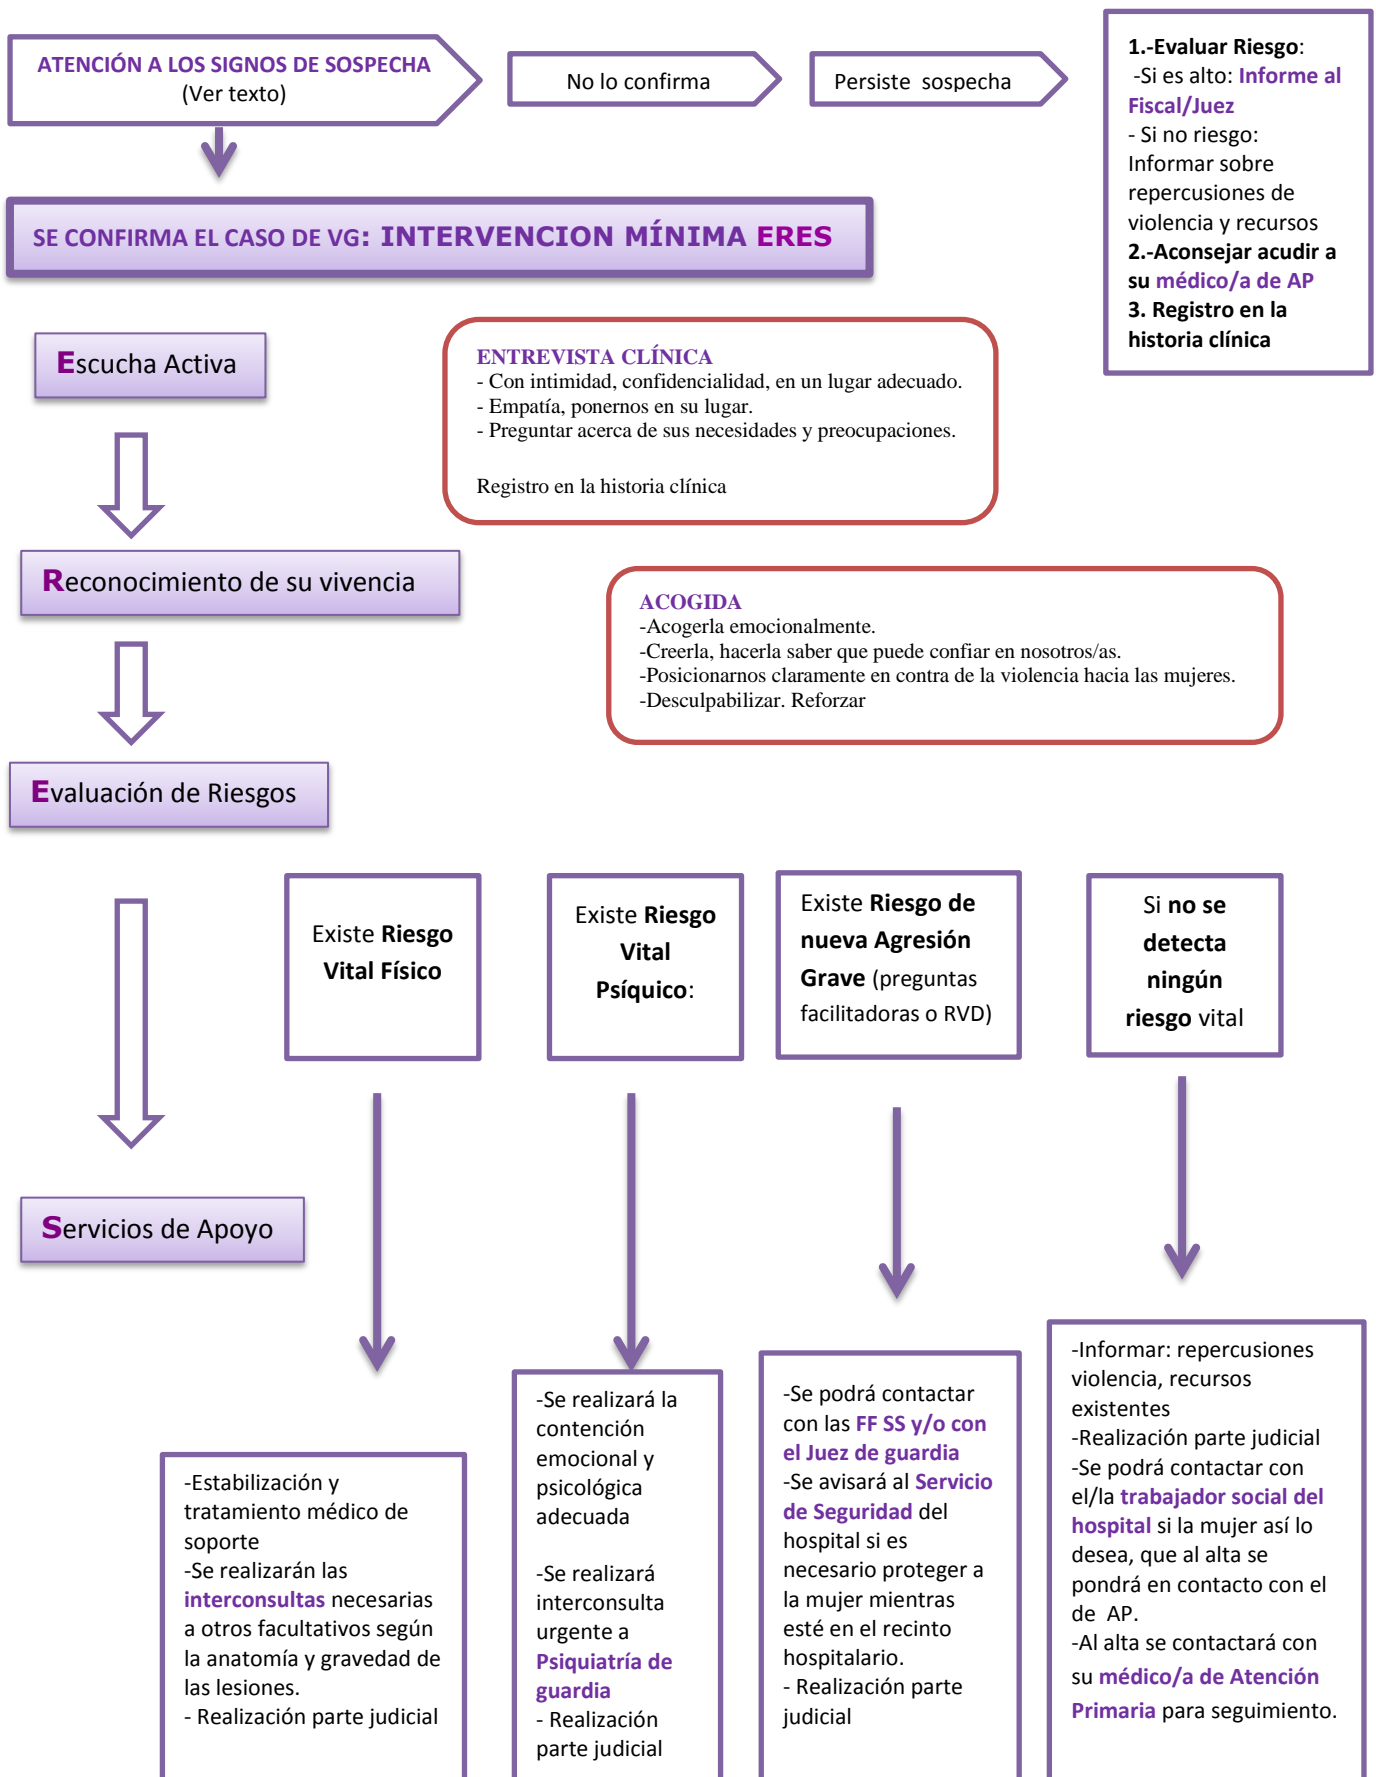 ATENCIÓN A LOS SIGNOS DE SOSPECHA
(Ver texto)
No lo confirma
Persiste sospecha
1.-Evaluar Riesgo:
-Si es alto: Informe al
Fiscal/Juez
- Si no riesgo:
Informar sobre
repercusiones de
violencia y recursos
2.-Aconsejar acudir a
su médico/a de AP
3. Registro en la
historia clínica
SE CONFIRMA EL CASO DE VG: INTERVENCION MÍNIMA ERES
Escucha Activa
ENTREVISTA CLÍNICA
- Con intimidad, confidencialidad, en un lugar adecuado.
- Empatía, ponernos en su lugar.
- Preguntar acerca de sus necesidades y preocupaciones.
Registro en la historia clínica
Reconocimiento de su vivencia
ACOGIDA
-Acogerla emocionalmente.
-Creerla, hacerla saber que puede confiar en nosotros/as.
-Posicionarnos claramente en contra de la violencia hacia las mujeres.
-Desculpabilizar. Reforzar
Evaluación de Riesgos
Existe Riesgo
Vital Físico
Existe Riesgo
Vital
Psíquico:
Existe Riesgo de
nueva Agresión
Grave (preguntas
facilitadoras o RVD)
Si no se
detecta
ningún
riesgo vital
Servicios de Apoyo
-Estabilización y
tratamiento médico de
soporte
-Se realizarán las
interconsultas necesarias
a otros facultativos según
la anatomía y gravedad de
las lesiones.
- Realización parte judicial
-Se realizará la
contención
emocional y
psicológica
adecuada
-Se realizará
interconsulta
urgente a
Psiquiatría de
guardia
- Realización
parte judicial
-Se podrá contactar
con las FF SS y/o con
el Juez de guardia
-Se avisará al Servicio
de Seguridad del
hospital si es
necesario proteger a
la mujer mientras
esté en el recinto
hospitalario.
- Realización parte
judicial
-Informar: repercusiones
violencia, recursos
existentes
-Realización parte judicial
-Se podrá contactar con
el/la trabajador social del
hospital si la mujer así lo
desea, que al alta se
pondrá en contacto con el
de AP.
-Al alta se contactará con
su médico/a de Atención
Primaria para seguimiento.